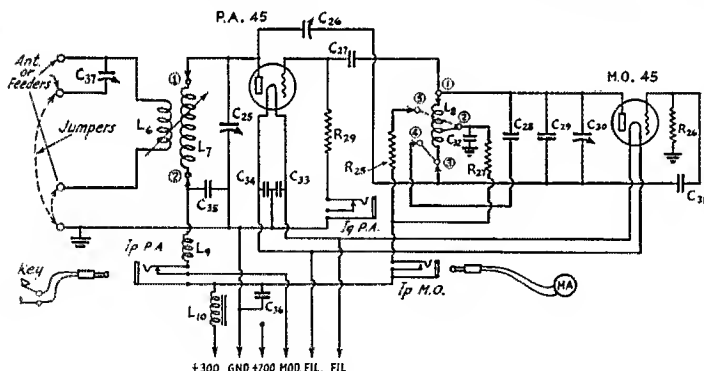 P.A. 45
C26
Ant.
or
Feeders
C37
Jumpers
L6
L7
①
②
C25
C35
C34
C33
R29
C27
①
L8
⑤
②
④
③
C32
R25
R27
C28
C29
C30
M.O. 45
R26
C31
L9
Ip P.A
Ig P.A.
Ip M.O.
Key
MA
L10
C36
+300 GND +200 MOD. FIL. FIL